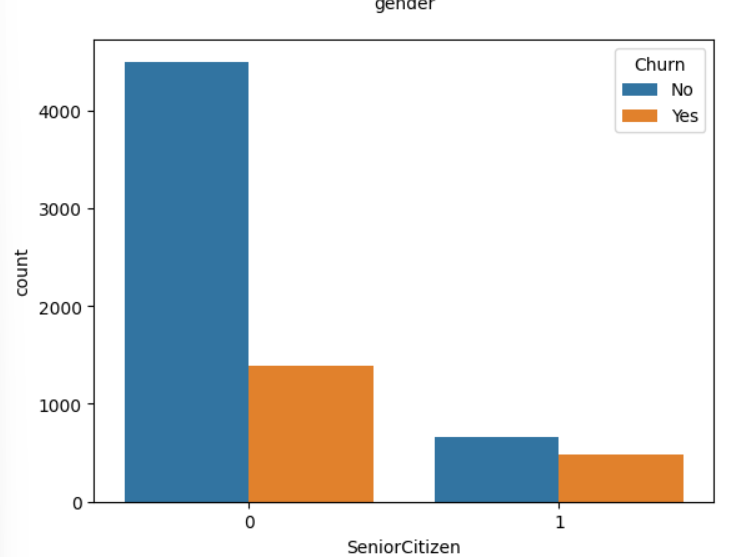 gender
Churn
No
Yes
4000
3000
2000
1000
0
count
0 1
SeniorCitizen